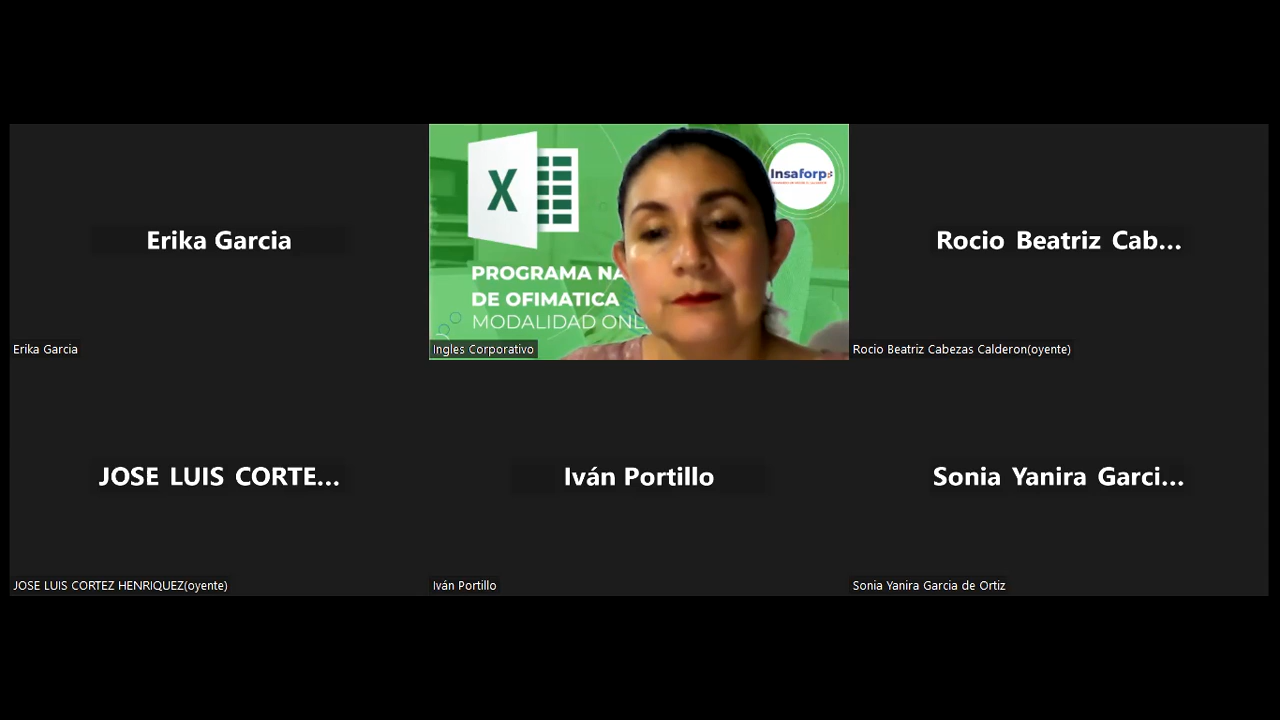 Erika Garcia
Erika Garcia
X
Insaforp
PROGRAMA NA
DE OFIMATICA
MODALIDAD ONL
Ingles Corporativo
Rocio Beatriz Cab...
Rocio Beatriz Cabezas Calderon(oyente)
JOSE LUIS CORTE...
JOSE LUIS CORTEZ HENRIQUEZ(oyente)
Iván Portillo
Iván Portillo
Sonia Yanira Garci...
Sonia Yanira Garcia de Ortiz